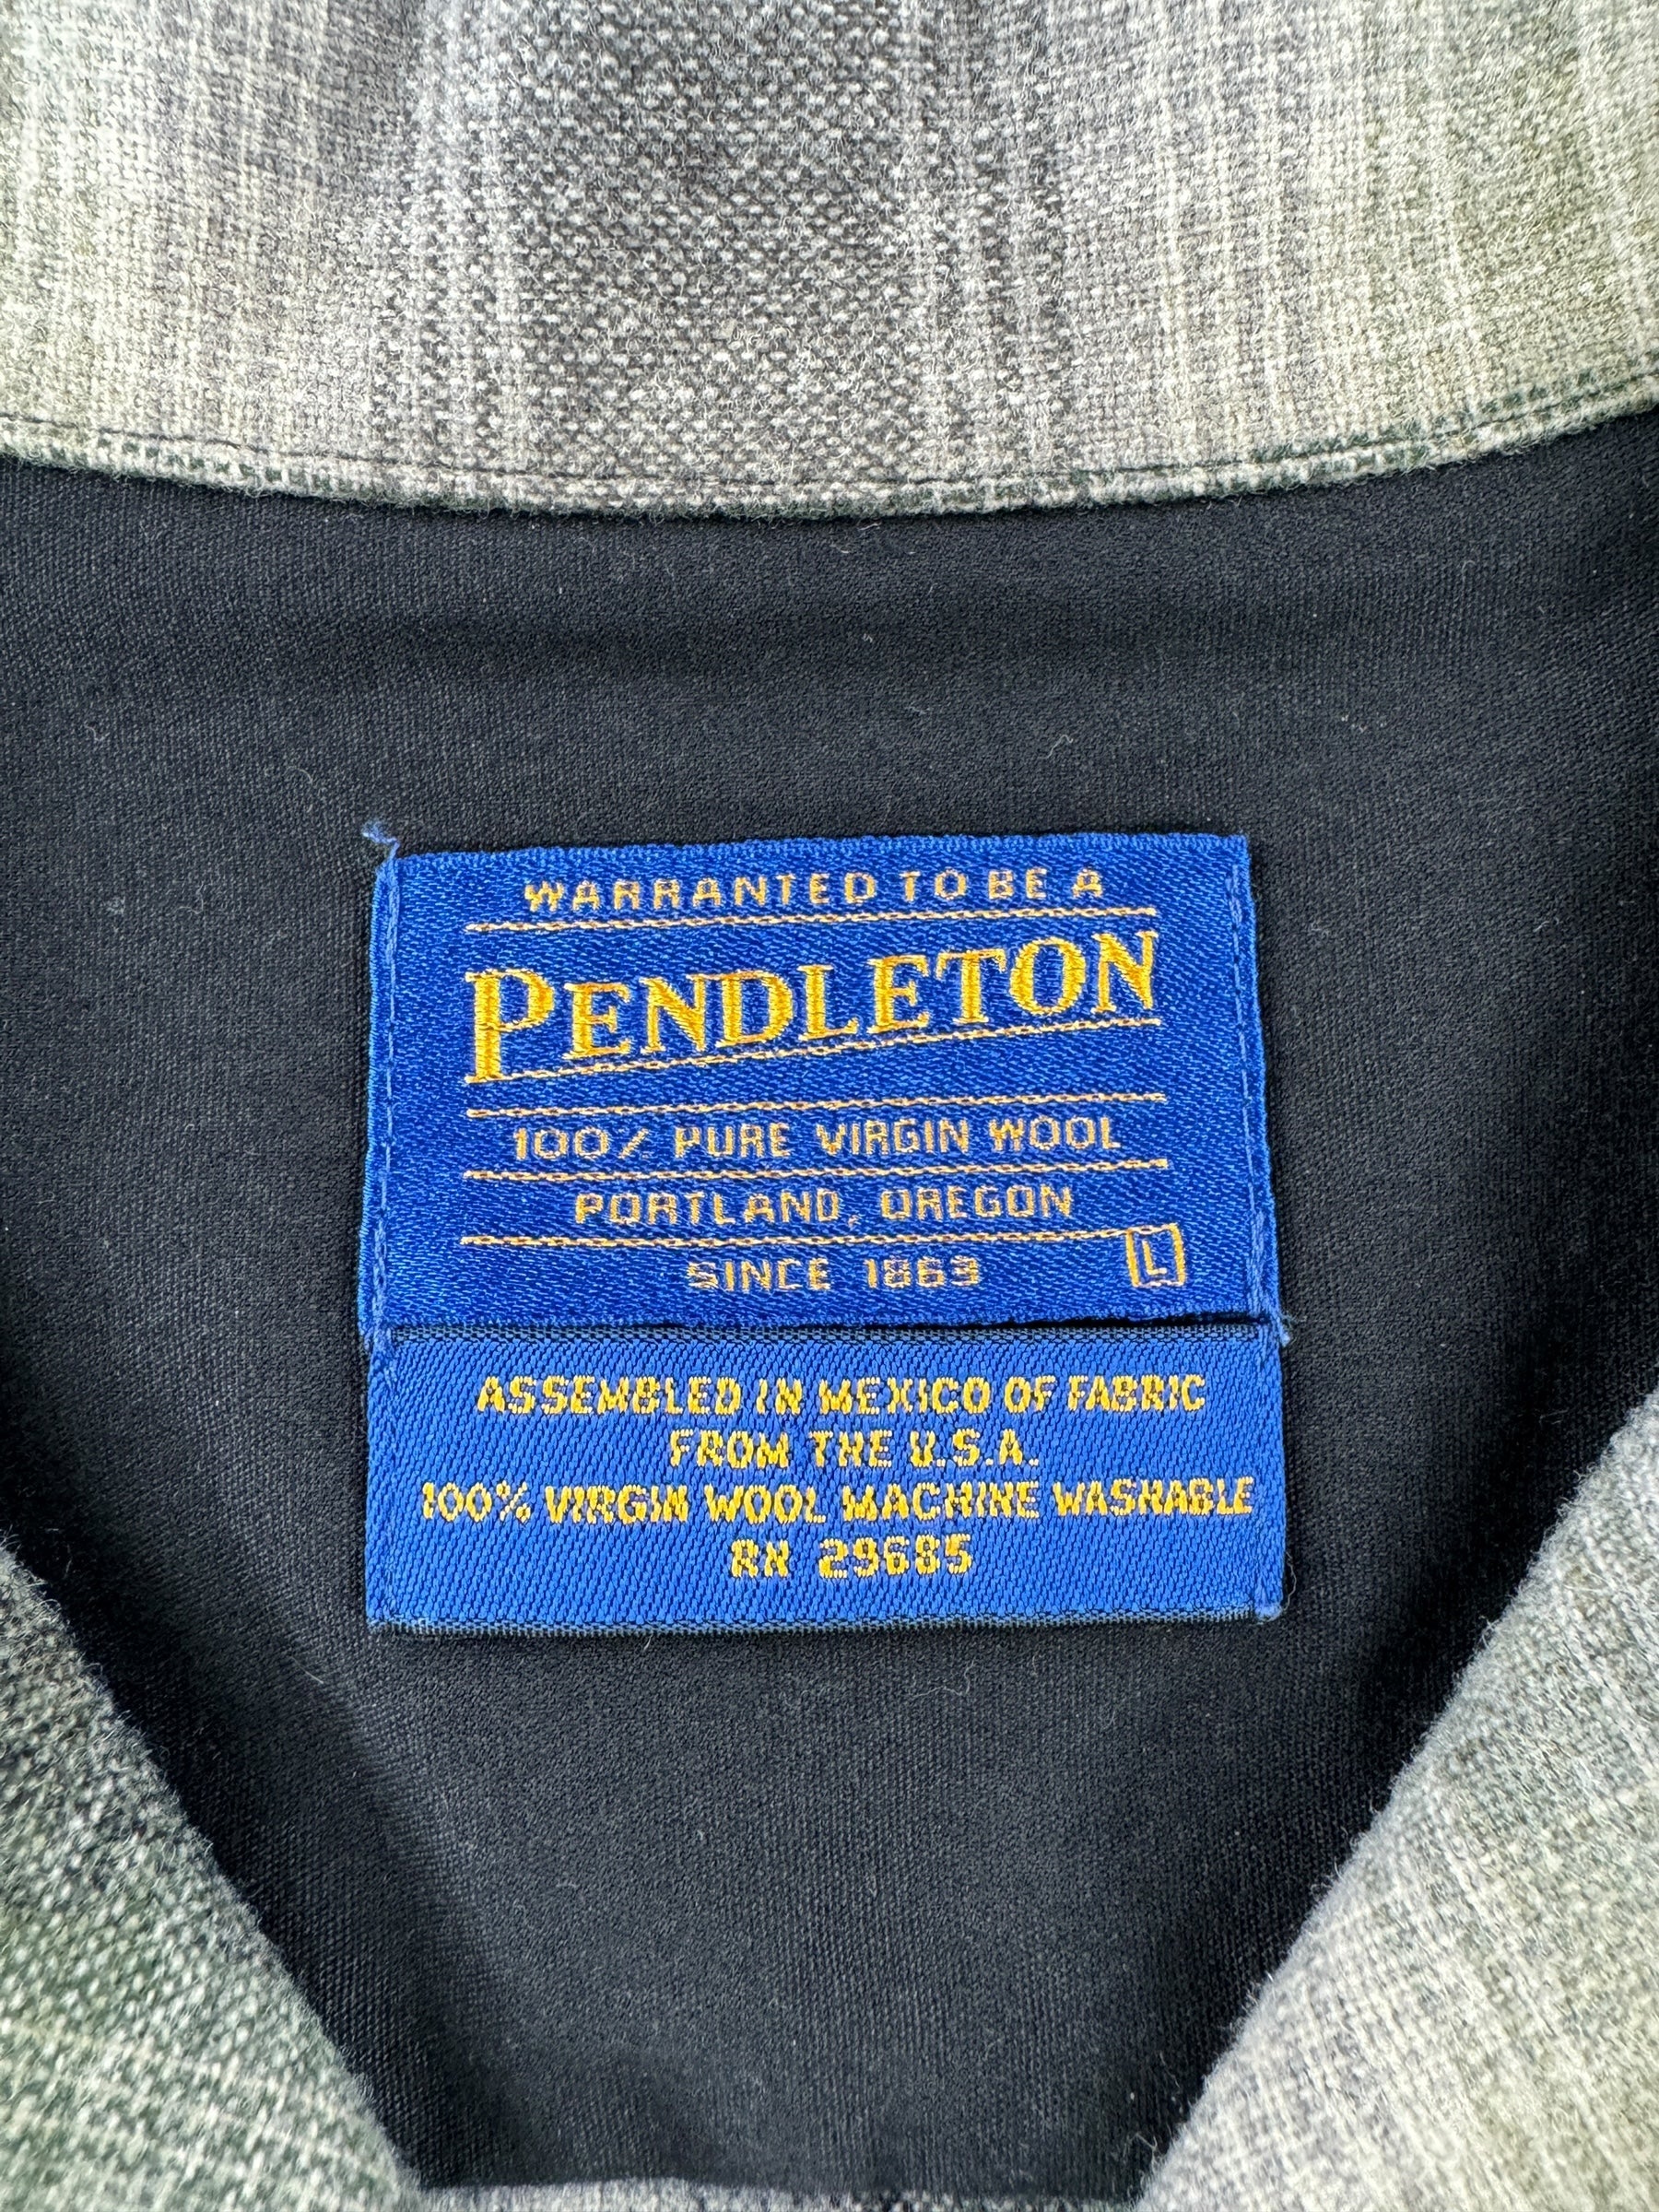 WARRANTED TO BE A
PENDLETON
100% PURE VIRGIN WOOL
PORTLAND, OREGON
SINCE 1863
L
ASSEMBLED IN MEXICO OF FABRIC
FROM THE U.S.A.
100% VIRGIN WOOL MACHINE WASHABLE
RN 29685